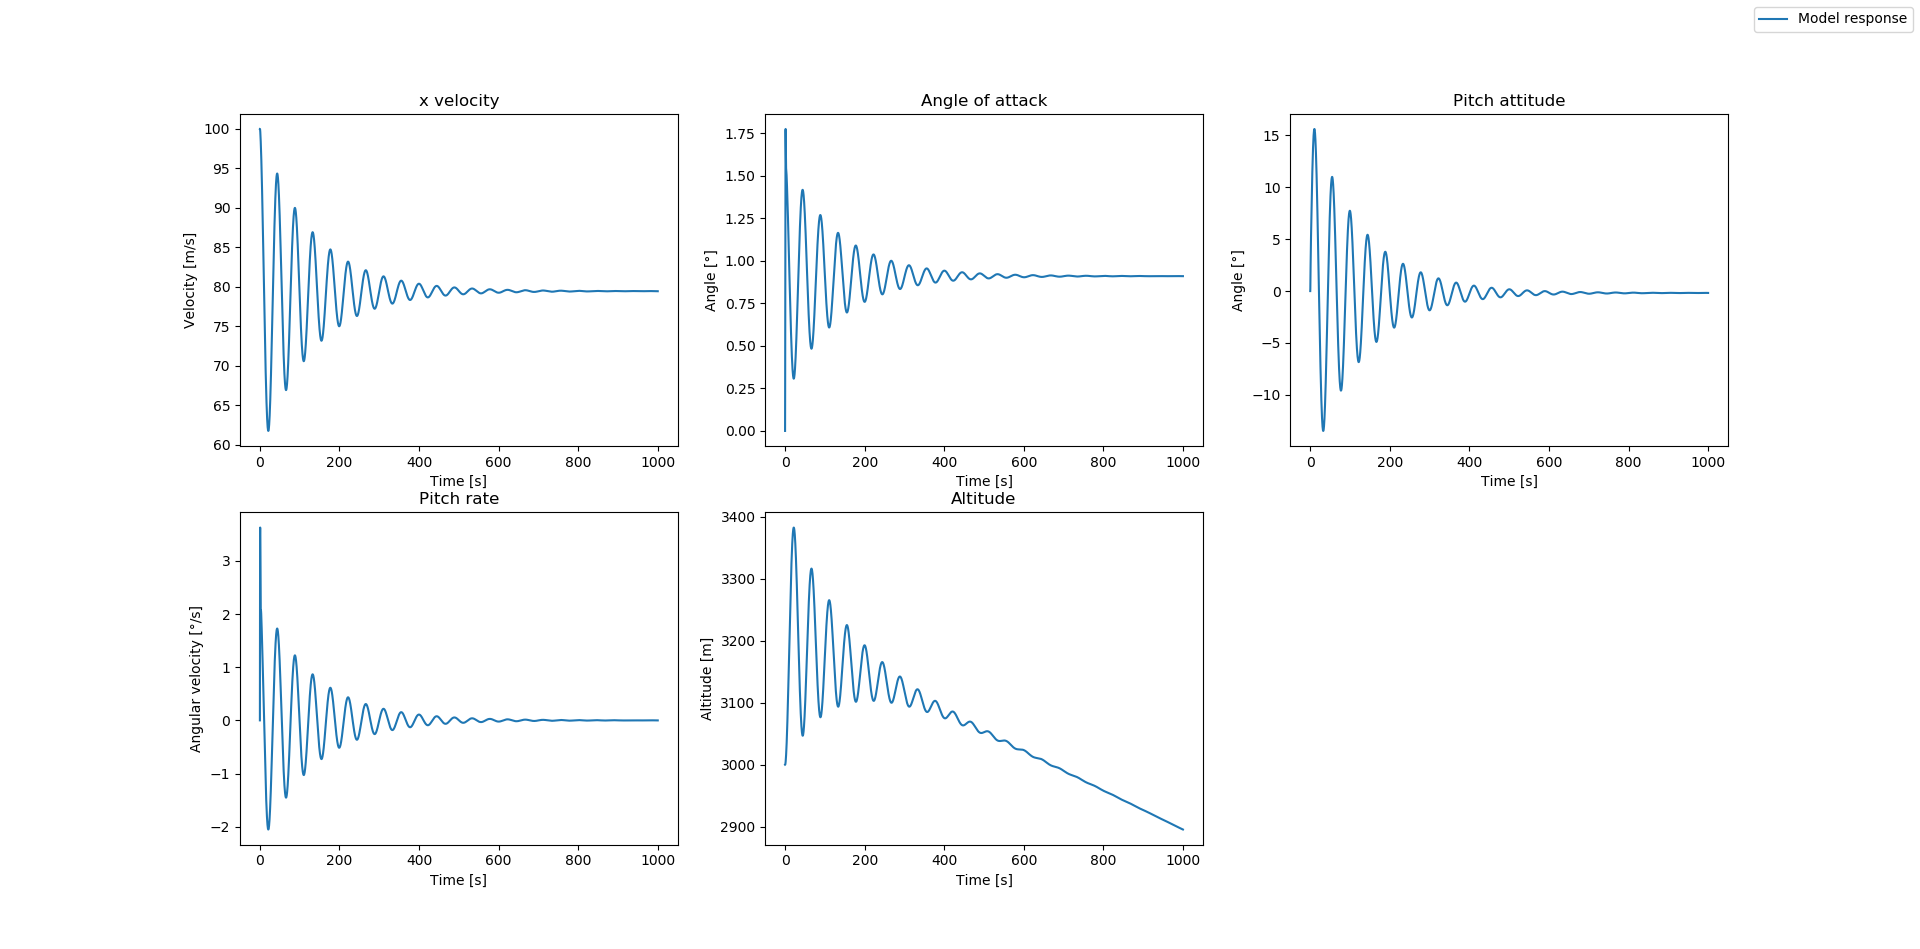 Model response
x velocity
Velocity [m/s]
100
95
90
85
80
75
70
65
60
0 200 400 600 800 1000
Time [s]
Angle of attack
Angle [°]
1.75
1.50
1.25
1.00
0.75
0.50
0.25
0.00
0 200 400 600 800 1000
Time [s]
Pitch attitude
Angle [°]
15
10
5
0
−5
−10
0 200 400 600 800 1000
Time [s]
Pitch rate
Angular velocity [°/s]
3
2
1
0
−1
−2
0 200 400 600 800 1000
Time [s]
Altitude
Altitude [m]
3400
3300
3200
3100
3000
2900
0 200 400 600 800 1000
Time [s]